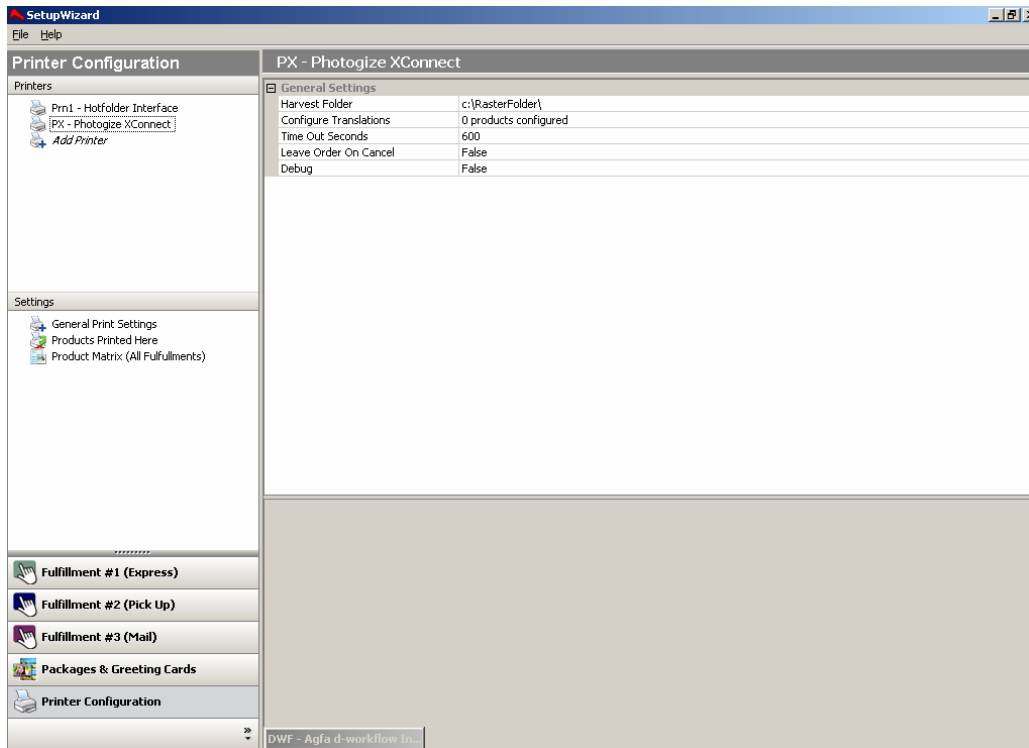 SetupWizard
File Help
Printer Configuration
Printers
Prn1 - Hotfolder Interface
PX - Photogize XConnect
Add Printer
Settings
General Print Settings
Products Printed Here
Product Matrix (All Fulfullments)
Fulfillment #1 (Express)
Fulfillment #2 (Pick Up)
Fulfillment #3 (Mail)
Packages & Greeting Cards
Printer Configuration
PX - Photogize XConnect
General Settings
Harvest Folder c:\RasterFolder\
Configure Translations 0 products configured
Time Out Seconds 600
Leave Order On Cancel False
Debug False
DWF - Agfa d-workflow In...